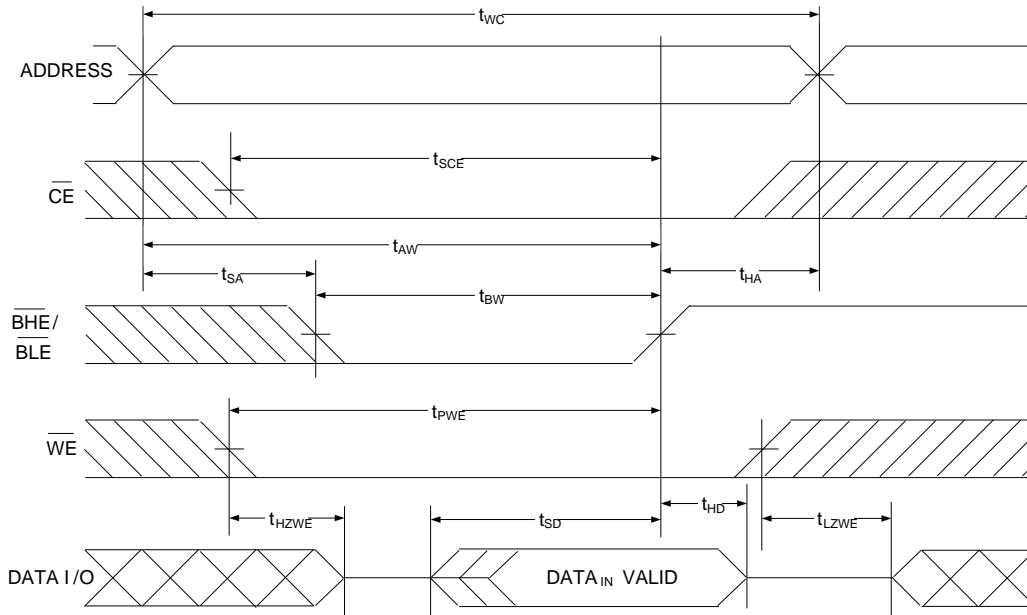 tWC
ADDRESS
tSCE
CE
tAW
tSA
tHA
tBW
BHE/
BLE
tPWE
WE
tHD
tHZWE
tSD
tLZWE
DATA I/O
DATAIN VALID